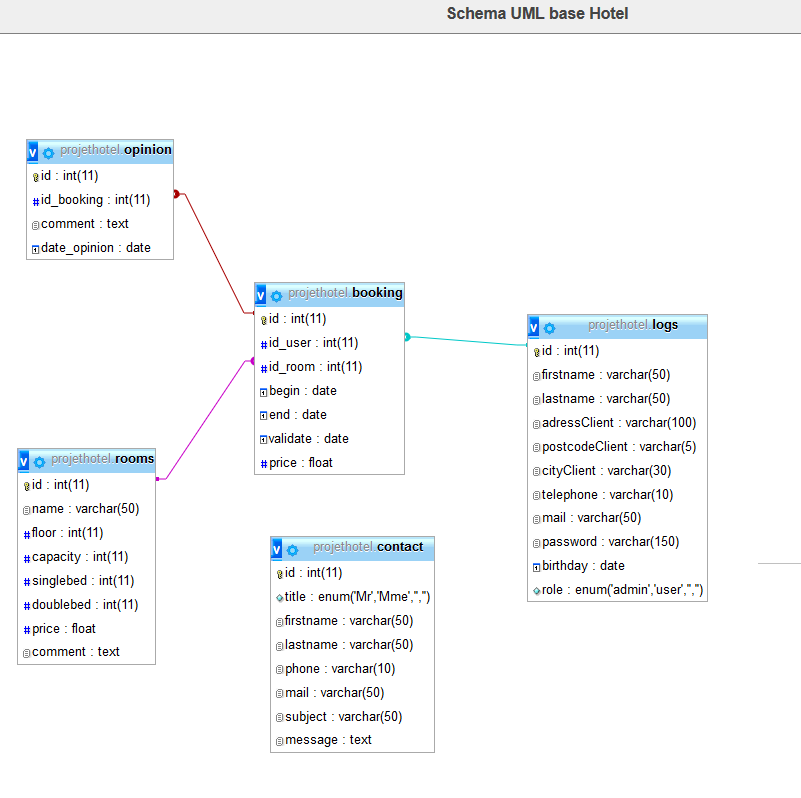 Schema UML base Hotel
v projethotel opinion
id : int(11)
# id_booking : int(11)
comment : text
date_opinion : date
v projethotel booking
id : int(11)
# id_user : int(11)
# id_room : int(11)
begin : date
end : date
validate : date
# price : float
v projethotel logs
id : int(11)
firstname : varchar(50)
lastname : varchar(50)
adressClient : varchar(100)
postcodeClient : varchar(5)
cityClient : varchar(30)
telephone : varchar(10)
mail : varchar(50)
password : varchar(150)
birthday : date
role : enum('admin','user','','')
v projethotel rooms
id : int(11)
name : varchar(50)
# floor : int(11)
# capacity : int(11)
# singlebed : int(11)
# doublebed : int(11)
# price : float
comment : text
v projethotel contact
id : int(11)
title : enum('Mr','Mme','','')
firstname : varchar(50)
lastname : varchar(50)
phone : varchar(10)
mail : varchar(50)
subject : varchar(50)
message : text